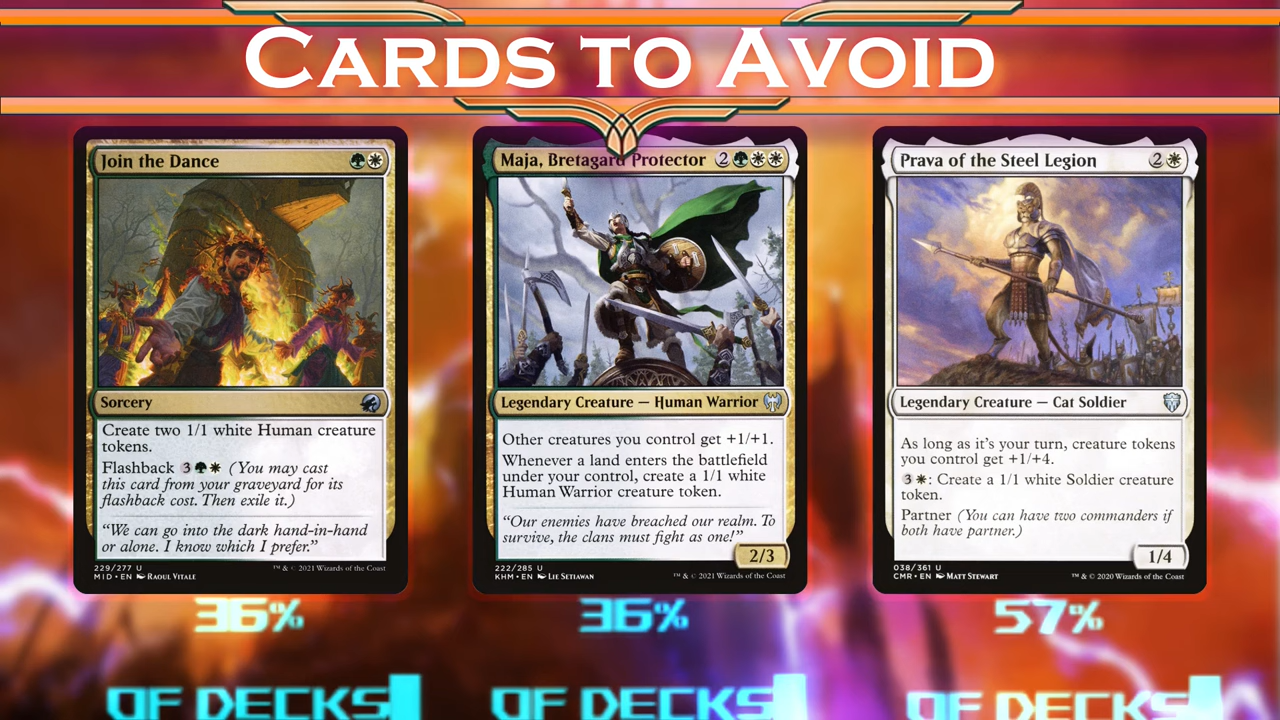 CARDS TO AVOID
Join the Dance
Sorcery
Create two 1/1 white Human creature
tokens.
Flashback 3 (You may cast
this card from your graveyard for its
flashback cost. Then exile it.)
“We can go into the dark hand-in-hand
or alone. I know which I prefer.”
229/277 U
MID • EN Raoul Vitale
™ & © 2021 Wizards of the Coast
36%
OF DECKS
Maja, Bretagard Protector 2
Legendary Creature — Human Warrior
Other creatures you control get +1/+1.
Whenever a land enters the battlefield
under your control, create a 1/1 white
Human Warrior creature token.
“Our enemies have breached our realm. To
survive, the clans must fight as one!”
2/3
222/285 U
KHM • EN Lie Setiawan
™ & © 2021 Wizards of the Coast
36%
OF DECKS
Prava of the Steel Legion 2
Legendary Creature — Cat Soldier
As long as it’s your turn, creature tokens
you control get +1/+4.
3: Create a 1/1 white Soldier creature
token.
Partner (You can have two commanders if
both have partner.)
1/4
038/361 U
CMR • EN Matt Stewart
™ & © 2020 Wizards of the Coast
57%
OF DECKS